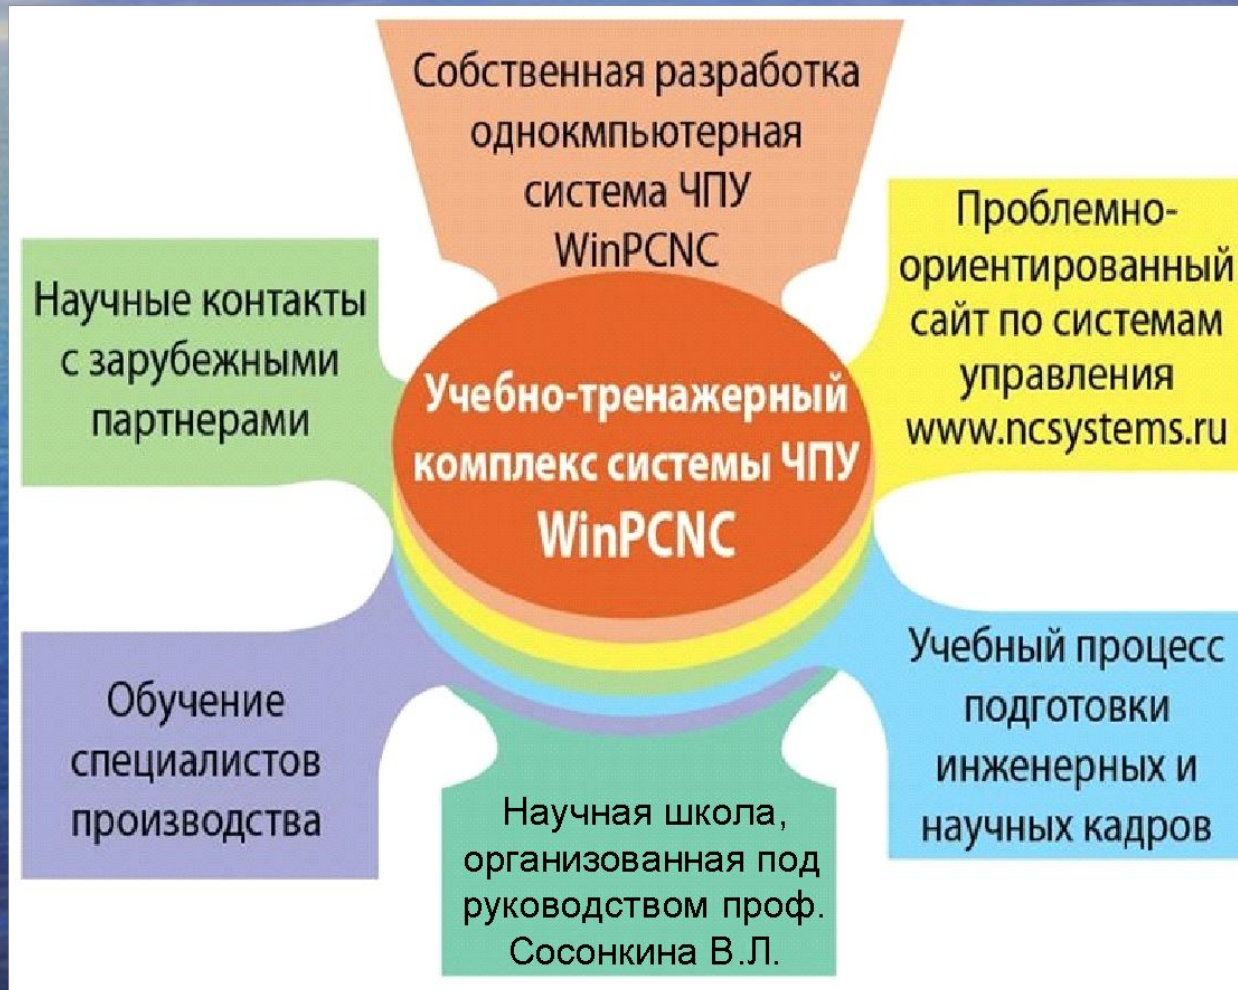 Собственная разработка
однокмпьютерная
система ЧПУ
WinPCNC
Проблемно-
ориентированный
сайт по системам
управления
www.ncsystems.ru
Научные контакты
с зарубежными
партнерами
Учебно-тренажерный
комплекс системы ЧПУ
WinPCNC
Обучение
специалистов
производства
Научная школа,
организованная под
руководством проф.
Сосонкина В.Л.
Учебный процесс
подготовки
инженерных и
научных кадров